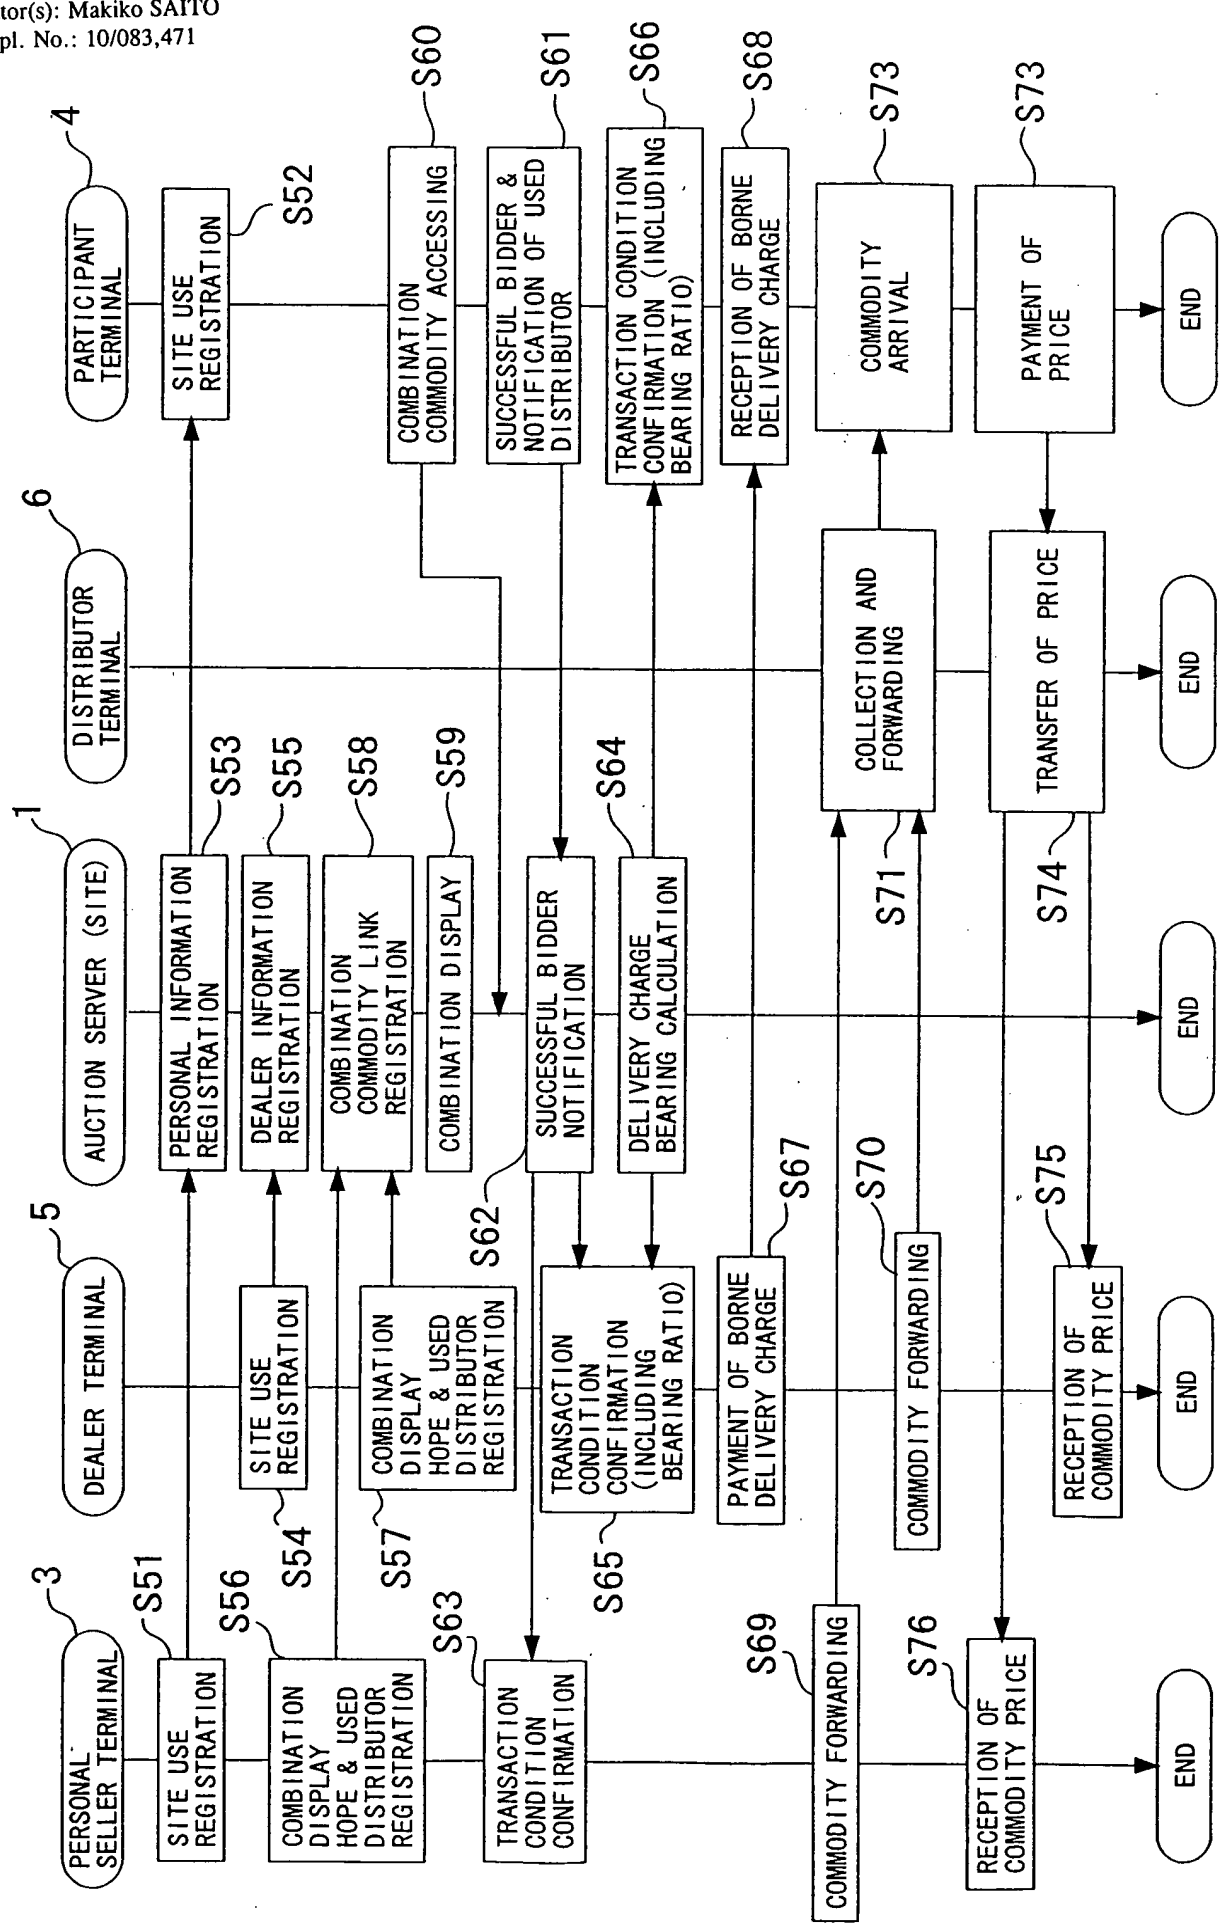 tor(s): Makiko SAITO
pl. No.: 10/083,471
3
PERSONAL
SELLER TERMINAL
S51
SITE USE
REGISTRATION
S56
COMBINATION
DISPLAY
HOPE & USED
DISTRIBUTOR
REGISTRATION
S63
TRANSACTION
CONDITION
CONFIRMATION
S69
COMMODITY FORWARDING
S76
RECEPTION OF
COMMODITY PRICE
END
5
DEALER TERMINAL
S54
SITE USE
REGISTRATION
S57
COMBINATION
DISPLAY
HOPE & USED
DISTRIBUTOR
REGISTRATION
S65
TRANSACTION
CONDITION
CONFIRMATION
(INCLUDING
BEARING RATIO)
S67
PAYMENT OF BORNE
DELIVERY CHARGE
S70
COMMODITY FORWARDING
S75
RECEPTION OF
COMMODITY PRICE
END
1
AUCTION SERVER (SITE)
S53
PERSONAL INFORMATION
REGISTRATION
S55
DEALER INFORMATION
REGISTRATION
S58
COMBINATION
COMMODITY LINK
REGISTRATION
S59
COMBINATION DISPLAY
S62
SUCCESSFUL BIDDER
NOTIFICATION
S64
DELIVERY CHARGE
BEARING CALCULATION
END
6
DISTRIBUTOR
TERMINAL
S71
COLLECTION AND
FORWARDING
S74
TRANSFER OF PRICE
END
4
PARTICIPANT
TERMINAL
S52
SITE USE
REGISTRATION
S60
COMBINATION
COMMODITY ACCESSING
S61
SUCCESSFUL BIDDER &
NOTIFICATION OF USED
DISTRIBUTOR
S66
TRANSACTION CONDITION
CONFIRMATION (INCLUDING
BEARING RATIO)
S68
RECEPTION OF BORNE
DELIVERY CHARGE
S73
COMMODITY
ARRIVAL
S73
PAYMENT OF
PRICE
END